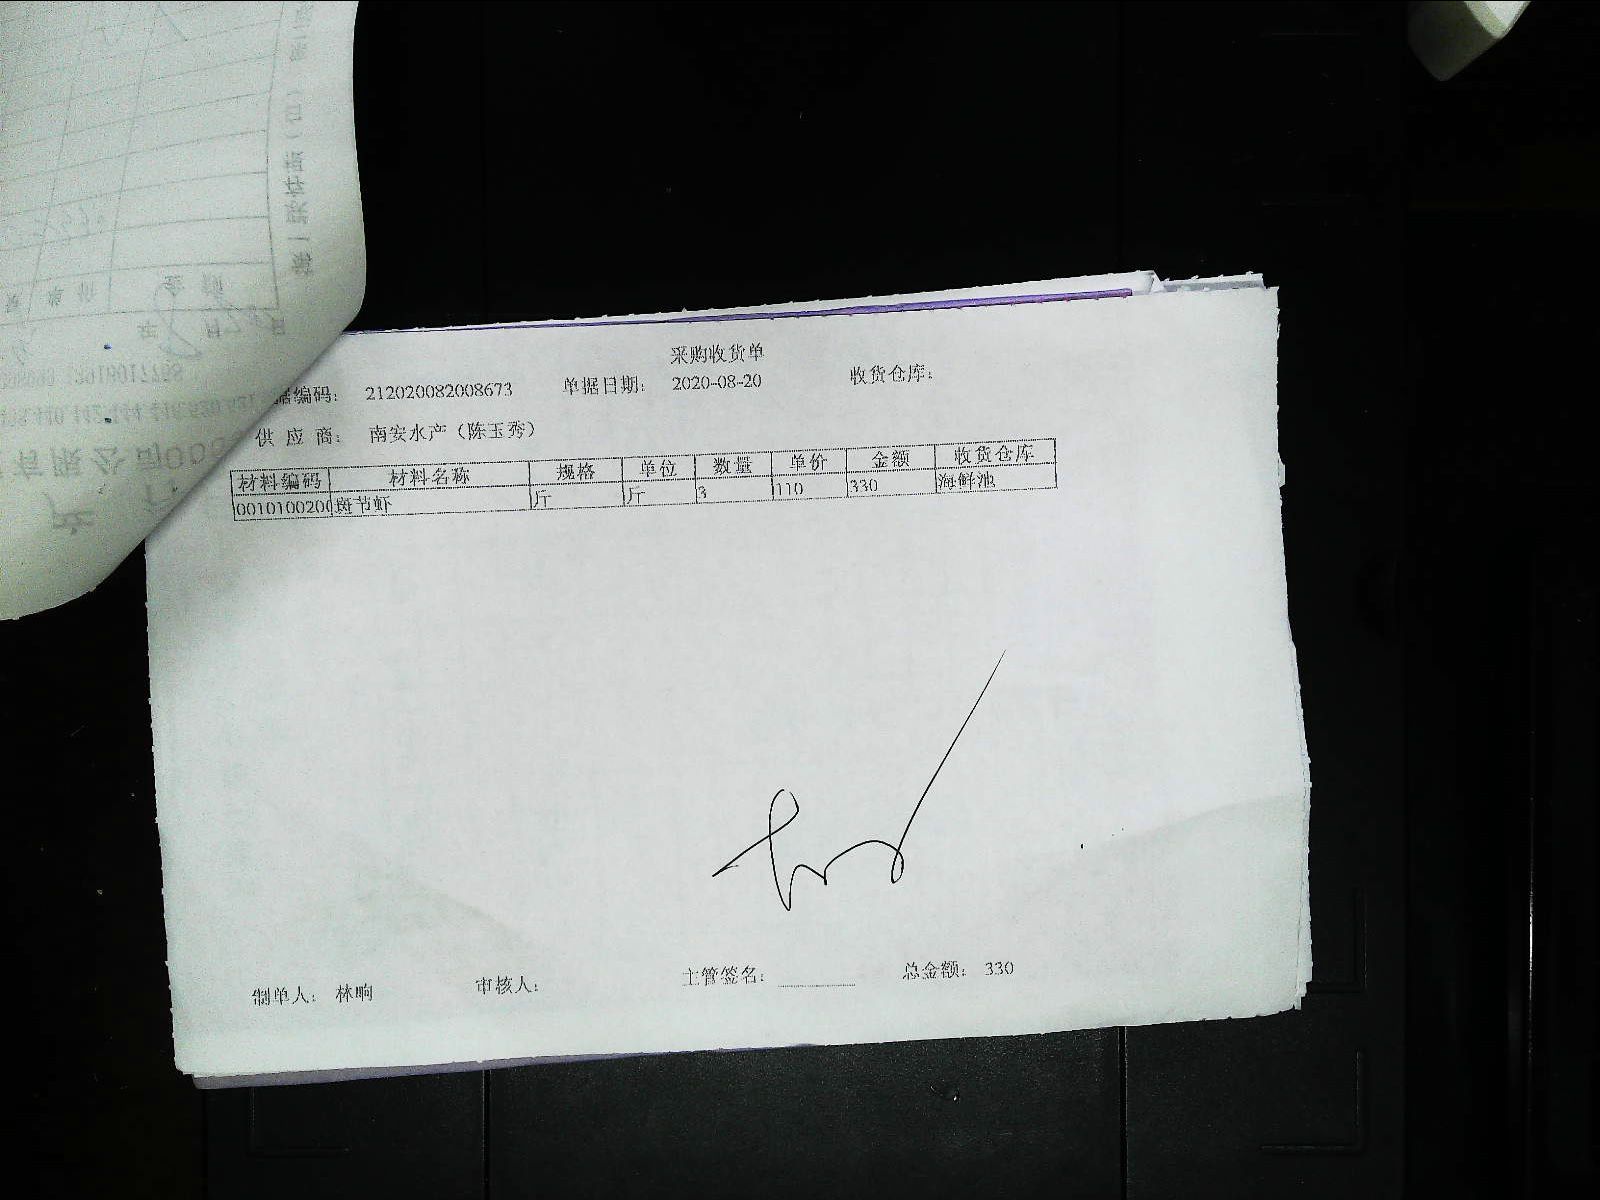 采购收货单
据编码: 212020082008673 单据日期: 2020-08-20 收货仓库:
供 应 商: 南安水产（陈玉秀）
材料编码 材料名称 规格 单位 数量 单价 金额 收货仓库
0010100200 斑节虾 斤 斤 3 110 330 海鲜池
制单人: 林晌 审核人: 主管签名: 总金额: 330